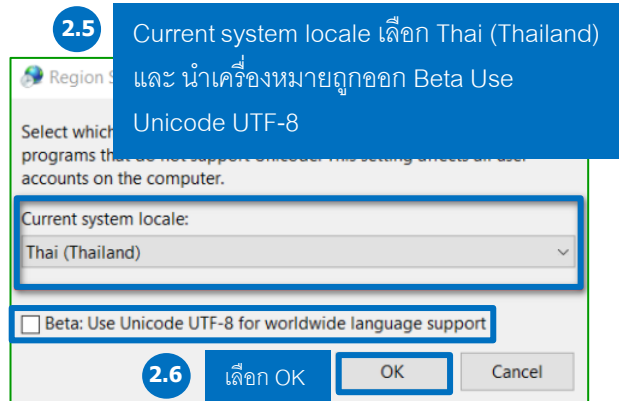 2.5
Current system locale เลือก Thai (Thailand)
และ นำเครื่องหมายถูกออก Beta Use
Unicode UTF-8
Region S
Select which
programs that do not support Unicode. This setting affects all user
accounts on the computer.
Current system locale:
Thai (Thailand)
Beta: Use Unicode UTF-8 for worldwide language support
2.6
เลือก OK
OK
Cancel